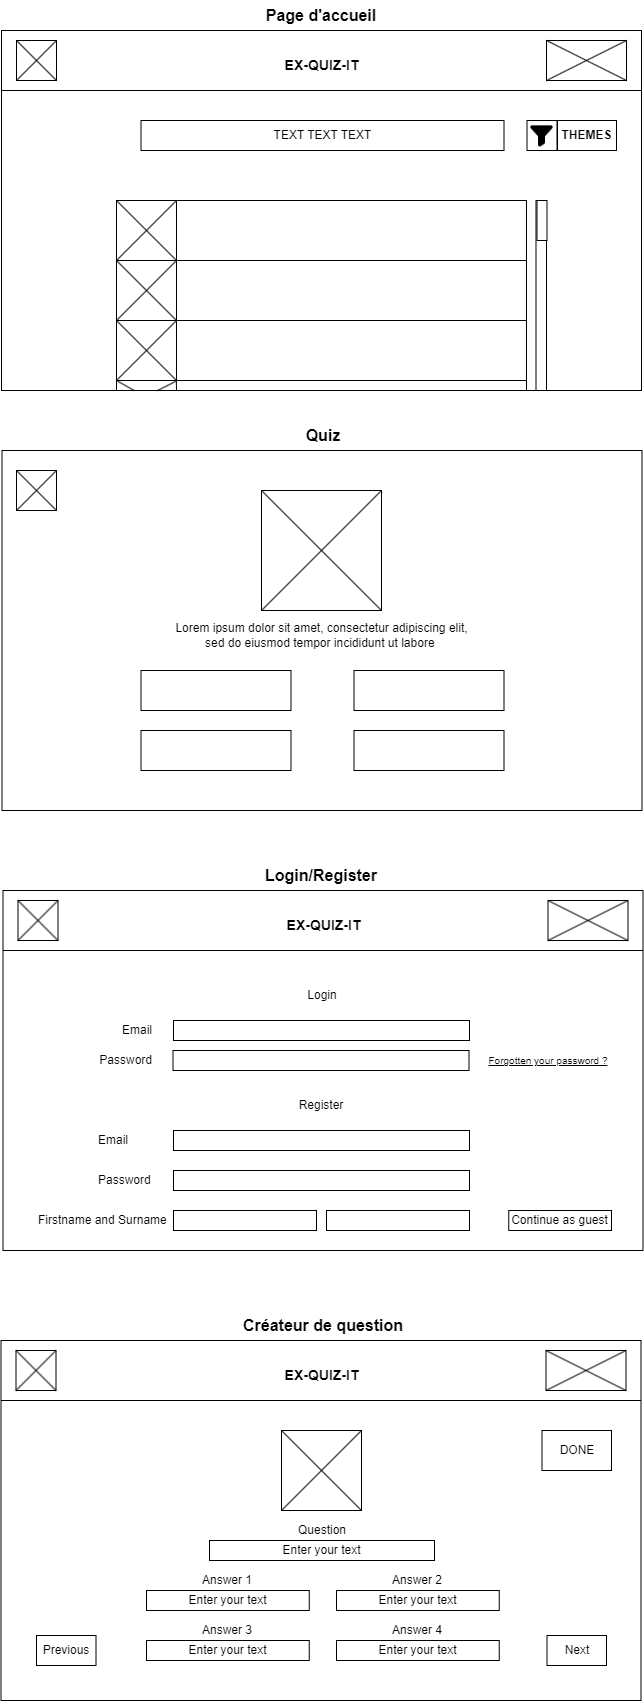 Page d'accueil
EX-QUIZ-IT
TEXT TEXT TEXT
THEMES
Quiz
Lorem ipsum dolor sit amet, consectetur adipiscing elit,
sed do eiusmod tempor incididunt ut labore
Login/Register
EX-QUIZ-IT
Login
Email
Password
Forgotten your password ?
Register
Email
Password
Firstname and Surname
Continue as guest
Créateur de question
EX-QUIZ-IT
DONE
Question
Enter your text
Answer 1
Answer 2
Enter your text
Enter your text
Answer 3
Answer 4
Previous
Enter your text
Enter your text
Next